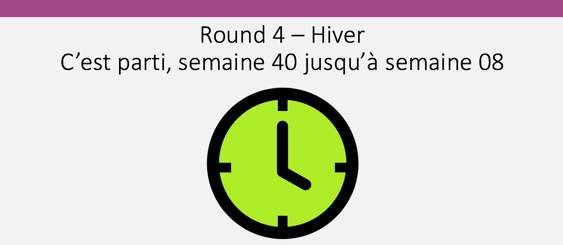 Round 4 – Hiver
C’est parti, semaine 40 jusqu’à semaine 08